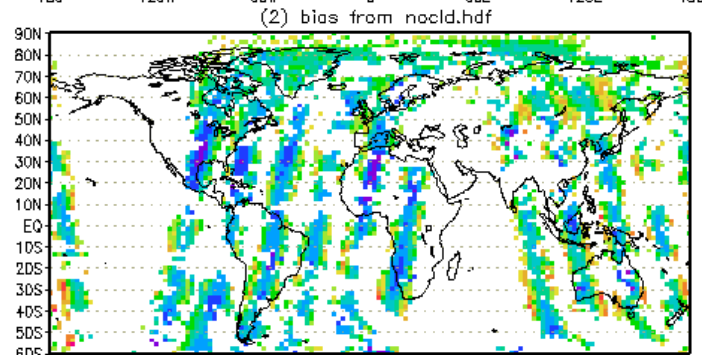 (2) bias from nocld.hdf
90N
80N
70N
60N
50N
40N
30N
20N
10N
EQ
10S
20S
30S
40S
50S
60S